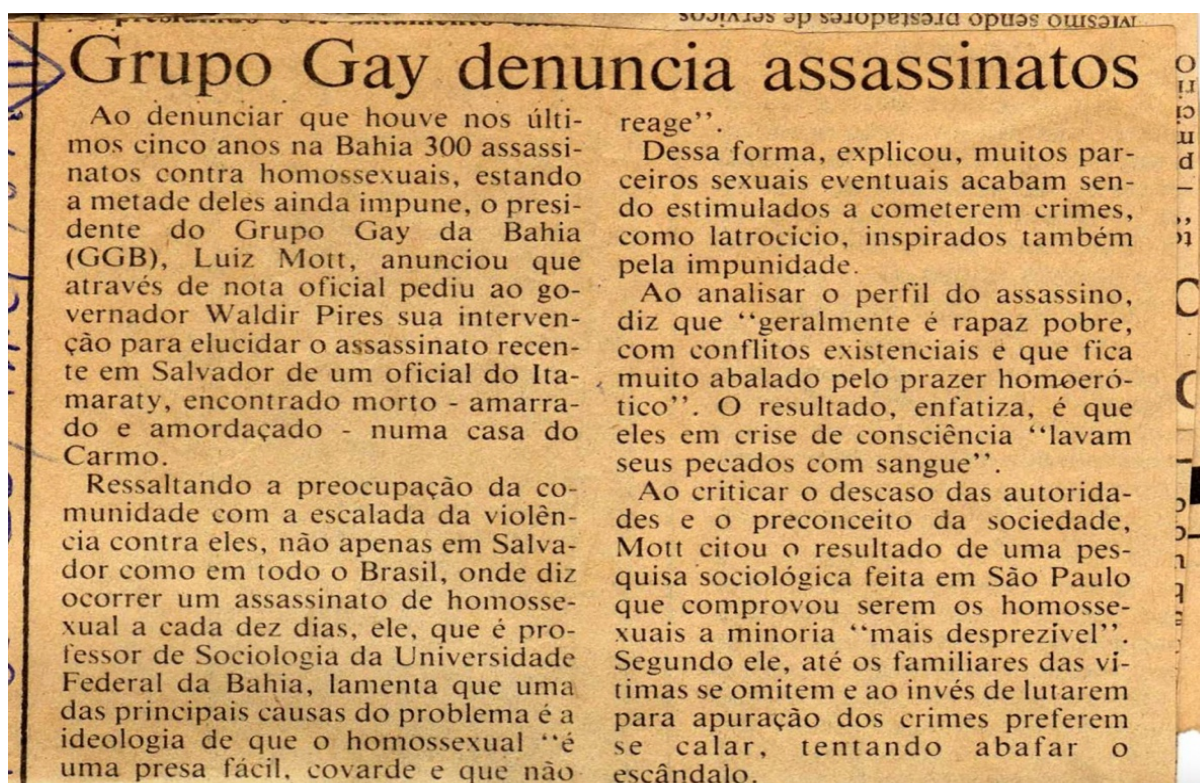 Mesmo sendo prestadores de serviços
Grupo Gay denuncia assassinatos
Ao denunciar que houve nos últi-
mos cinco anos na Bahia 300 assassi-
natos contra homossexuais, estando
a metade deles ainda impune, o presi-
dente do Grupo Gay da Bahia
(GGB), Luiz Mott, anunciou que
através de nota oficial pediu ao go-
vernador Waldir Pires sua interven-
ção para elucidar o assassinato recen-
te em Salvador de um oficial do Ita-
maraty, encontrado morto - amarra-
do e amordaçado - numa casa do
Carmo.
Ressaltando a preocupação da co-
munidade com a escalada da violên-
cia contra eles, não apenas em Salva-
dor como em todo o Brasil, onde diz
ocorrer um assassinato de homosse-
xual a cada dez dias, ele, que é pro-
fessor de Sociologia da Universidade
Federal da Bahia, lamenta que uma
das principais causas do problema é a
ideologia de que o homossexual “é
uma presa fácil, covarde e que não
reage”.
Dessa forma, explicou, muitos par-
ceiros sexuais eventuais acabam sen-
do estimulados a cometerem crimes,
como latrocício, inspirados também
pela impunidade.
Ao analisar o perfil do assassino,
diz que “geralmente é rapaz pobre,
com conflitos existenciais e que fica
muito abalado pelo prazer homoeró-
tico”. O resultado, enfatiza, é que
eles em crise de consciência “lavam
seus pecados com sangue”.
Ao criticar o descaso das autorida-
des e o preconceito da sociedade,
Mott citou o resultado de uma pes-
quisa sociológica feita em São Paulo
que comprovou serem os homosse-
xuais a minoria “mais desprezível”.
Segundo ele, até os familiares das ví-
timas se omitem e ao invés de lutarem
para apuração dos crimes preferem
se calar, tentando abafar o
escândalo.